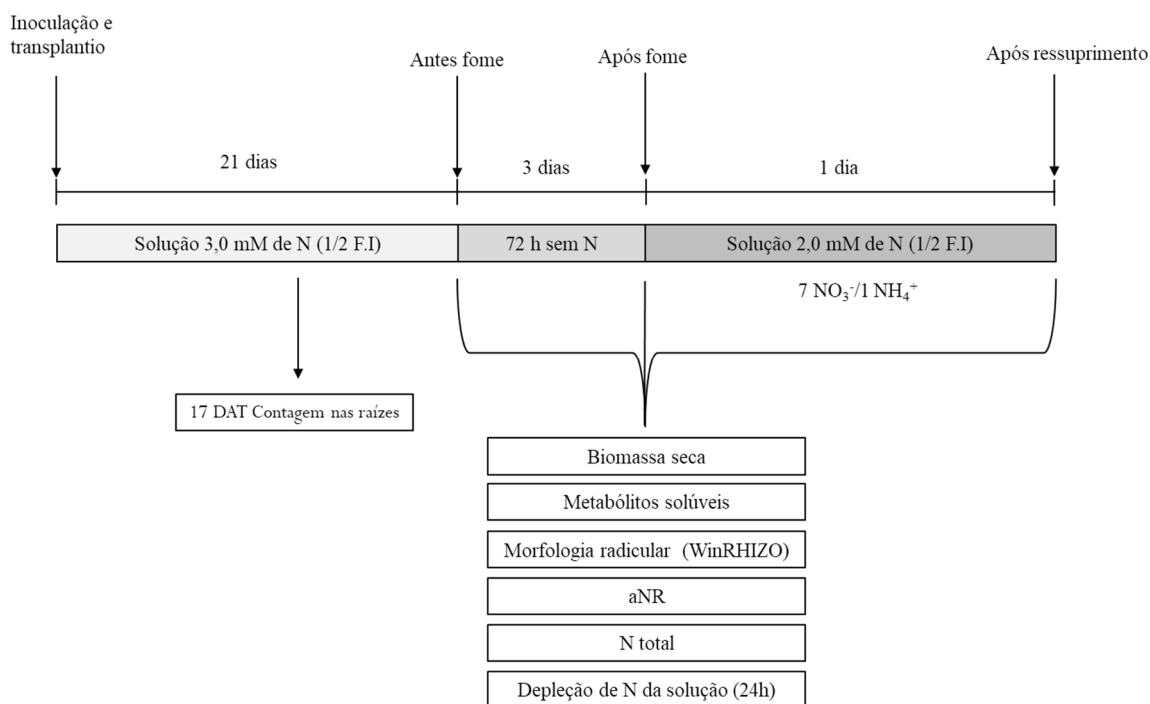 Inoculação e
transplantio
Antes fome
Após fome
Após ressuprimento
21 dias
3 dias
1 dia
Solução 3,0 mM de N (1/2 F.I)
72 h sem N
Solução 2,0 mM de N (1/2 F.I)
7 NO₃⁻/1 NH₄⁺
17 DAT Contagem nas raízes
Biomassa seca
Metabólitos solúveis
Morfologia radicular (WinRHIZO)
aNR
N total
Depleção de N da solução (24h)